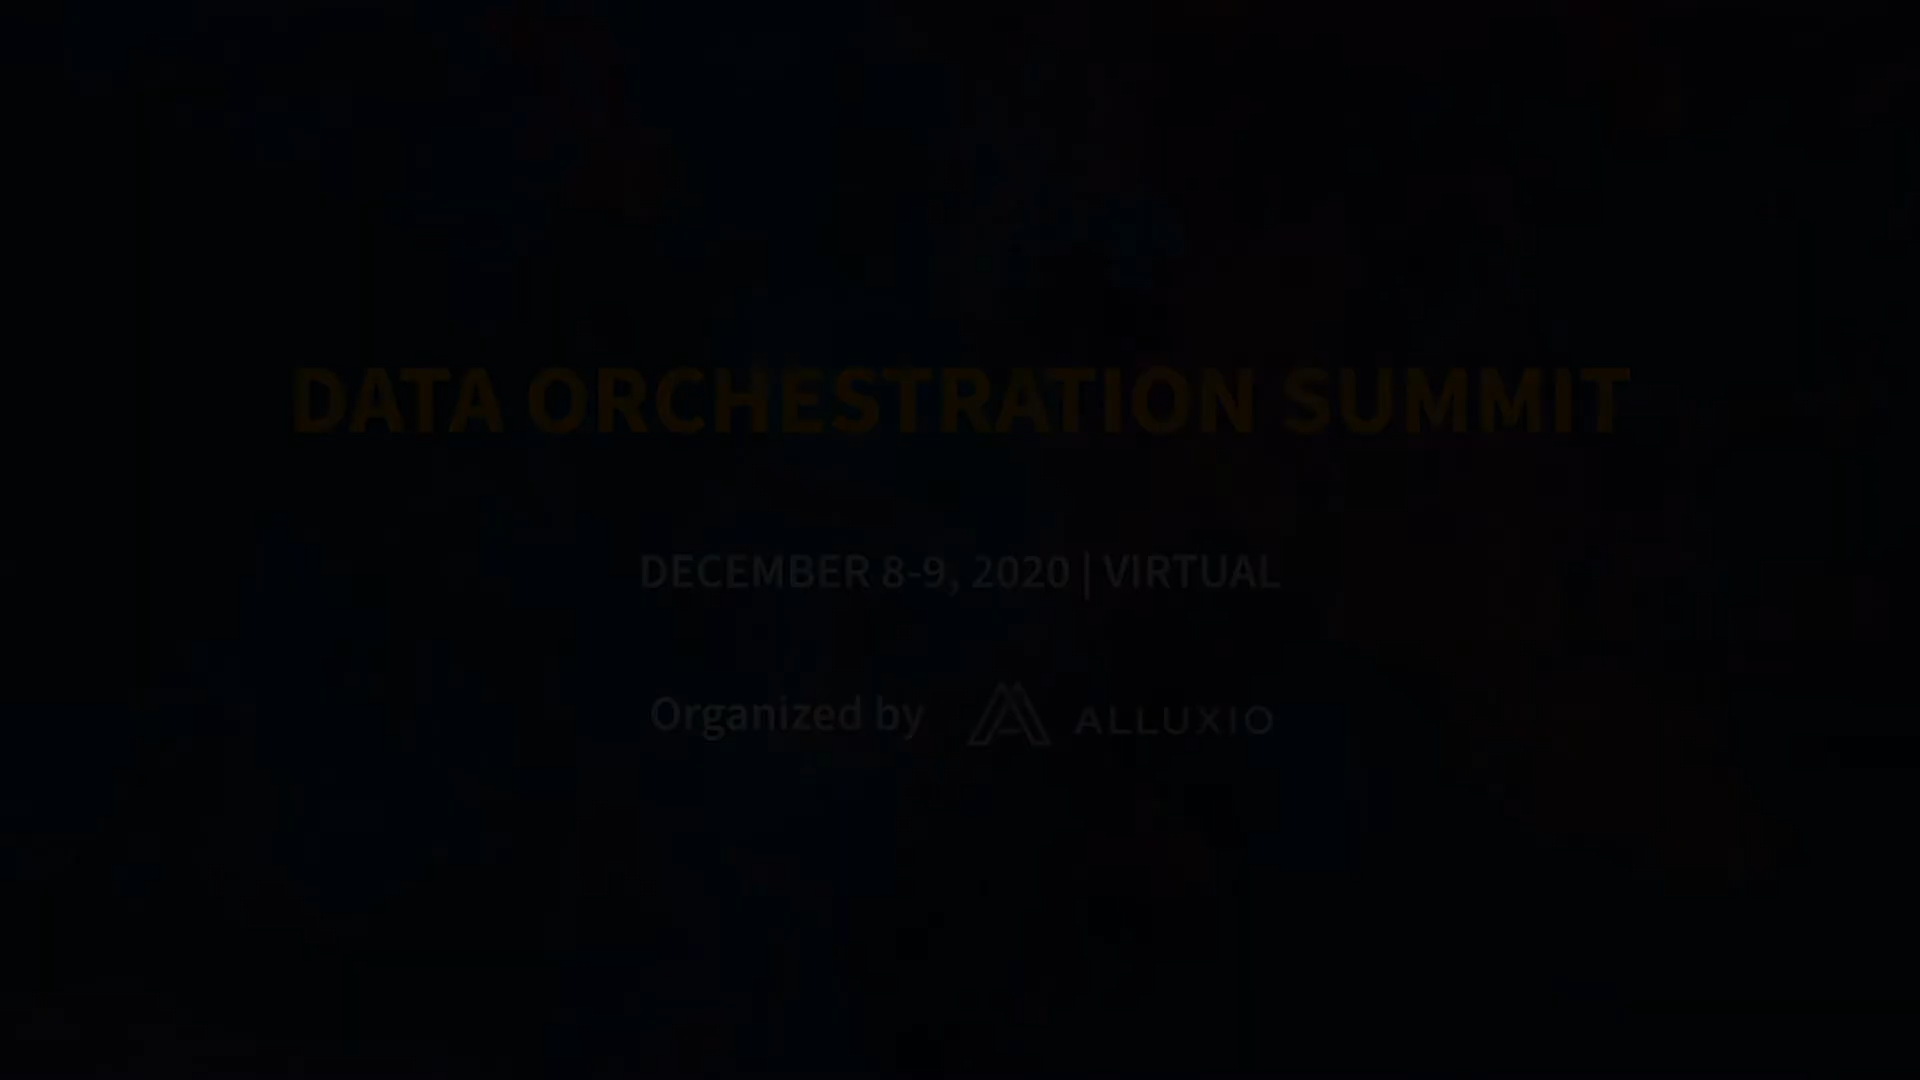 DATA ORCHESTRATION SUMMIT
DECEMBER 8-9, 2020 | VIRTUAL
Organized by ALLUXIO